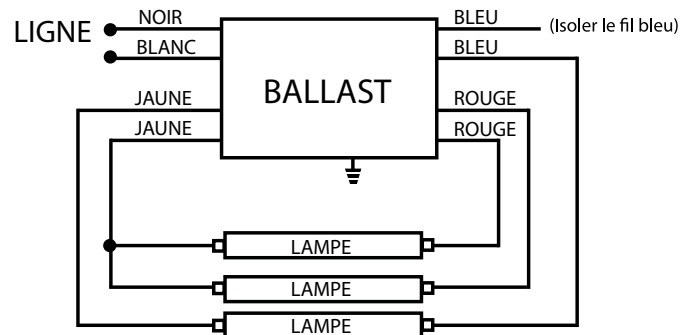 NOIR
BLEU
(Isoler le fil bleu)
LIGNE
BLANC
BLEU
BALLAST
JAUNE
ROUGE
JAUNE
ROUGE
LAMPE
LAMPE
LAMPE